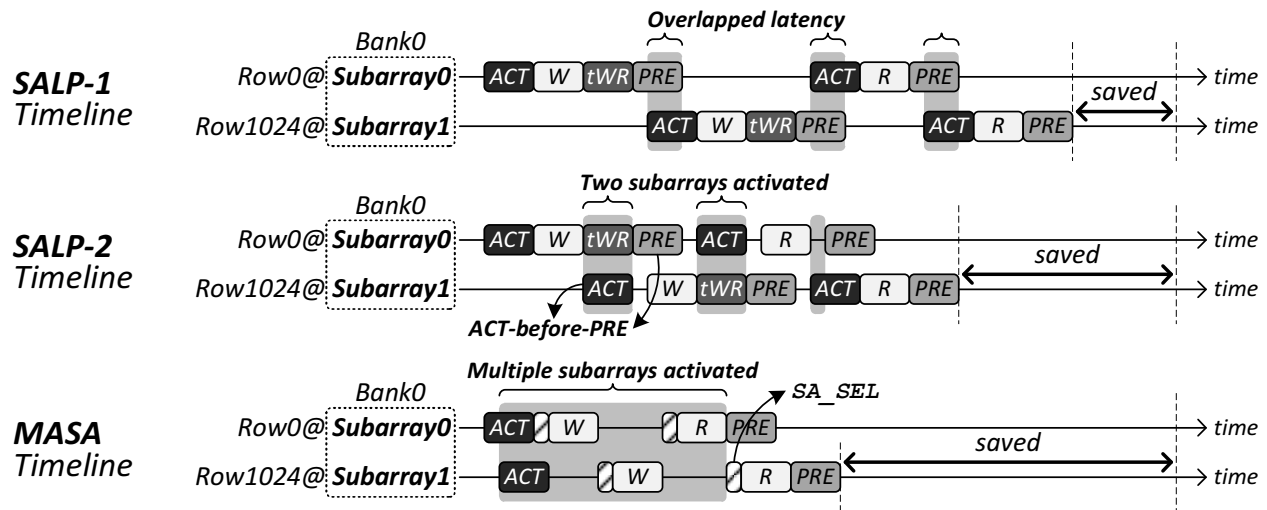 Overlapped latency
Bank0
SALP-1
Timeline
Row0@ Subarray0 ACT W tWR PRE ACT R PRE time
saved
Row1024@ Subarray1 ACT W tWR PRE ACT R PRE time
Two subarrays activated
Bank0
SALP-2
Timeline
Row0@ Subarray0 ACT W tWR PRE ACT R PRE time
saved
Row1024@ Subarray1 ACT W tWR PRE ACT R PRE time
ACT-before-PRE
Multiple subarrays activated
Bank0
SA_SEL
MASA
Timeline
Row0@ Subarray0 ACT W R PRE time
saved
Row1024@ Subarray1 ACT W R PRE time